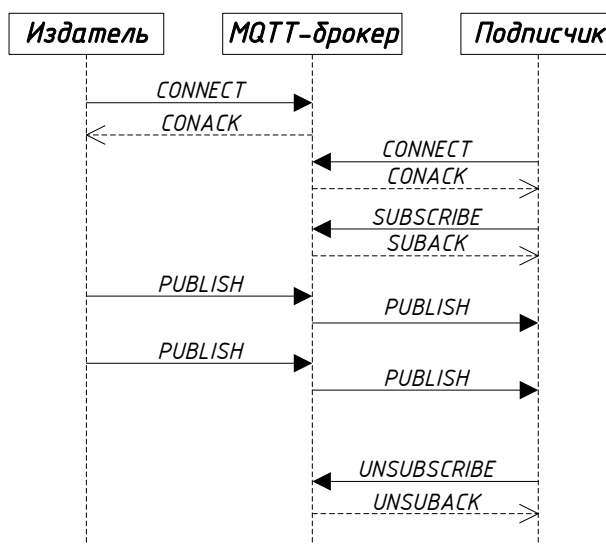 Издатель
MQTT-брокер
Подписчик
CONNECT
CONACK
CONNECT
CONACK
SUBSCRIBE
SUBACK
PUBLISH
PUBLISH
PUBLISH
PUBLISH
UNSUBSCRIBE
UNSUBACK